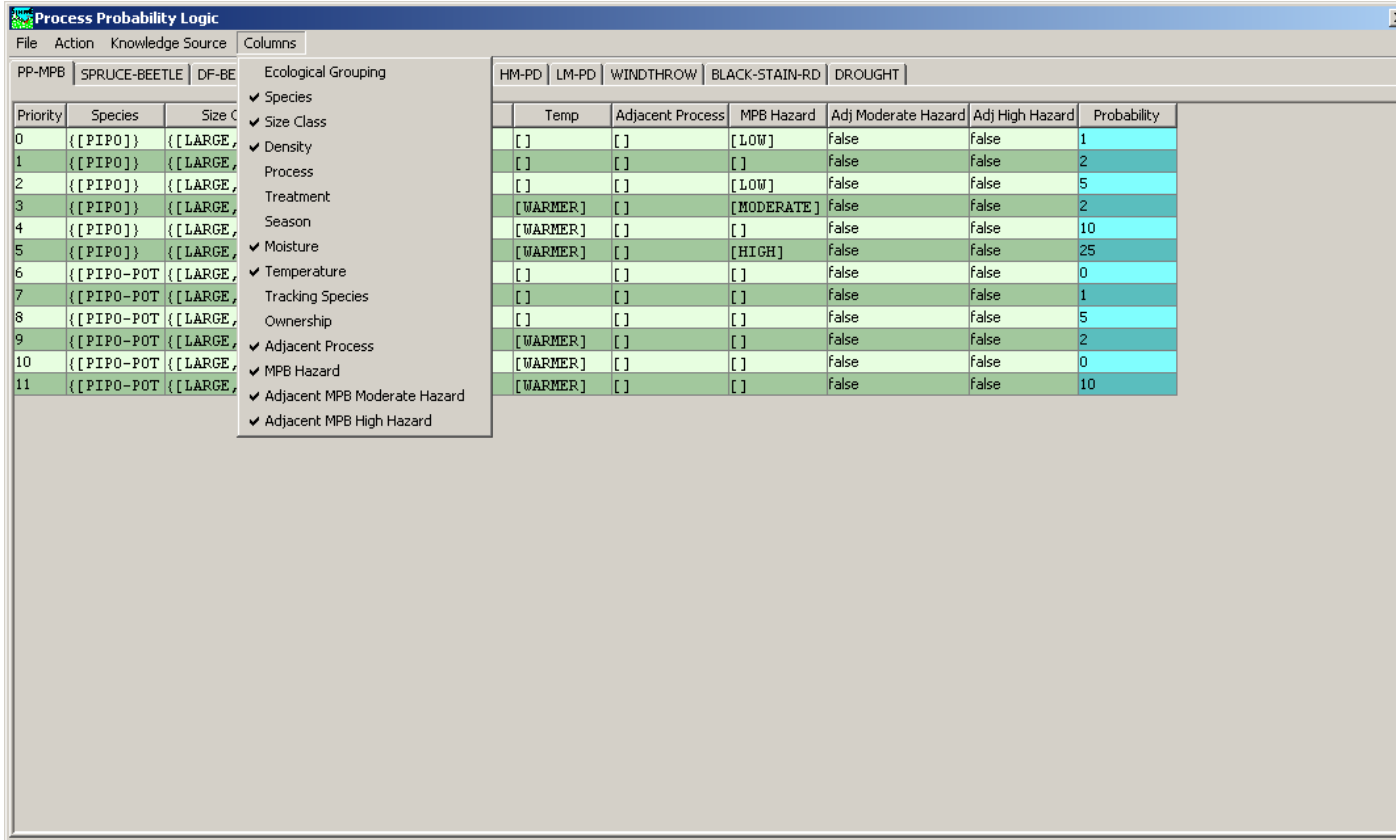 Process Probability Logic
File Action Knowledge Source Columns
PP-MPB SPRUCE-BEETLE DF-BE HM-PD LM-PD WINDTHROW BLACK-STAIN-RD DROUGHT
Ecological Grouping
✔ Species
✔ Size Class
✔ Density
Process
Treatment
Season
✔ Moisture
✔ Temperature
Tracking Species
Ownership
✔ Adjacent Process
✔ MPB Hazard
✔ Adjacent MPB Moderate Hazard
✔ Adjacent MPB High Hazard
Priority Species Size Temp Adjacent Process MPB Hazard Adj Moderate Hazard Adj High Hazard Probability
0 {[PIPO]} {[LARGE, [] [] [LOW] false false 1
1 {[PIPO]} {[LARGE, [] [] [] false false 2
2 {[PIPO]} {[LARGE, [] [] [LOW] false false 5
3 {[PIPO]} {[LARGE, [WARMER] [] [MODERATE] false false 2
4 {[PIPO]} {[LARGE, [WARMER] [] [] false false 10
5 {[PIPO]} {[LARGE, [WARMER] [] [HIGH] false false 25
6 {[PIPO-POT {[LARGE, [] [] [] false false 0
7 {[PIPO-POT {[LARGE, [] [] [] false false 1
8 {[PIPO-POT {[LARGE, [] [] [] false false 5
9 {[PIPO-POT {[LARGE, [WARMER] [] [] false false 2
10 {[PIPO-POT {[LARGE, [WARMER] [] [] false false 0
11 {[PIPO-POT {[LARGE, [WARMER] [] [] false false 10